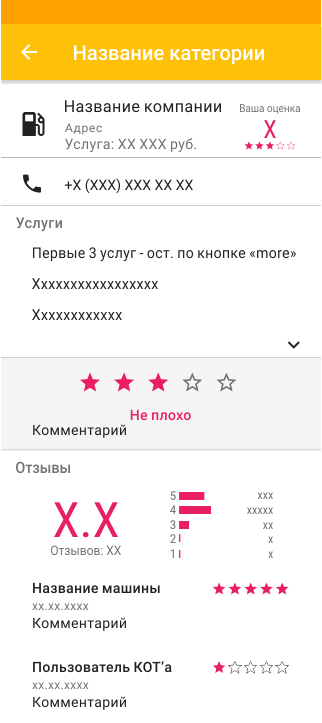 Название категории
Название компании
Ваша оценка
Адрес
X
Услуга: XX XXX руб.
+X (XXX) XXX XX XX
Услуги
Первые 3 услуг - ост. по кнопке «more»
Xxxxxxxxxxxxxxxxxx
Xxxxxxxxxxxxx
Не плохо
Комментарий
Отзывы
X.X
Отзывов: XX
5 xxx
4 xxxxx
3 xx
2 x
1 x
Название машины
xx.xx.xxxx
Комментарий
Пользователь КОТ’а
xx.xx.xxxx
Комментарий